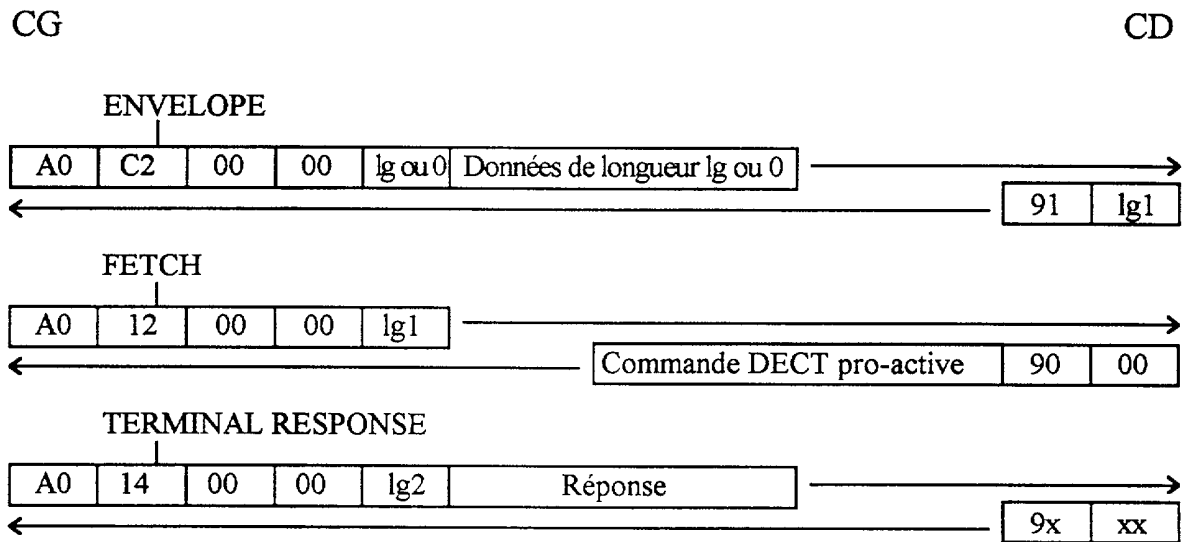 CG CD
ENVELOPE
A0 C2 00 00 lg ou 0 Données de longueur lg ou 0
91 lg1
FETCH
A0 12 00 00 lg1
Commande DECT pro-active 90 00
TERMINAL RESPONSE
A0 14 00 00 lg2 Réponse
9x xx